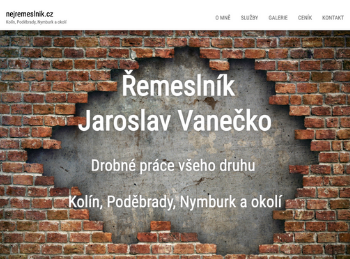 nejremeslnik.cz
Kolín, Poděbrady, Nymburk a okolí
O MNĚ SLUŽBY GALERIE CENÍK KONTAKT
Řemeslník
Jaroslav Vanečko
Drobné práce všeho druhu
Kolín, Poděbrady, Nymburk a okolí